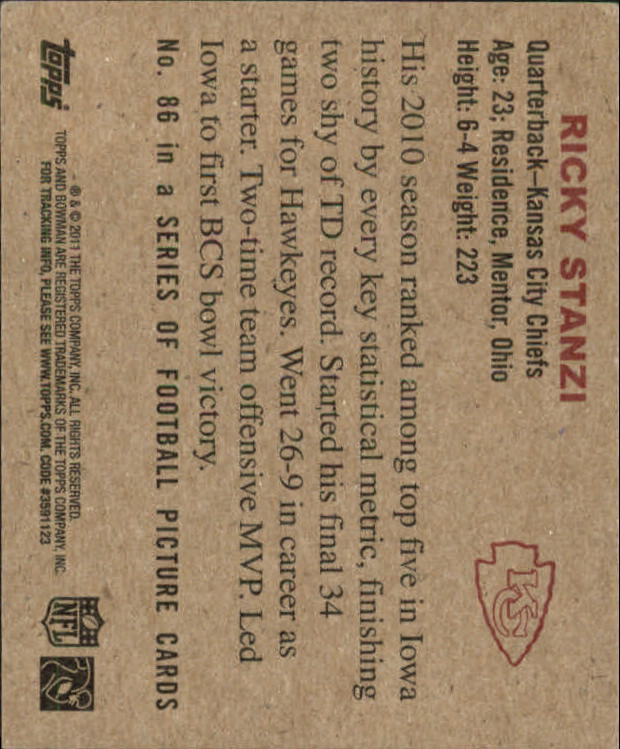 RICKY STANZI
Quarterback—Kansas City Chiefs
Age: 23; Residence, Mentor, Ohio
Height: 6-4 Weight: 223
KC
His 2010 season ranked among top five in Iowa
history by every key statistical metric, finishing
two shy of TD record. Started his final 34
games for Hawkeyes. Went 26-9 in career as
a starter. Two-time team offensive MVP. Led
Iowa to first BCS bowl victory.
No. 86 in a SERIES OF FOOTBALL PICTURE CARDS
topps
® & © 2011 THE TOPPS COMPANY, INC. ALL RIGHTS RESERVED.
TOPPS AND BOWMAN ARE REGISTERED TRADEMARKS OF THE TOPPS COMPANY, INC.
FOR TRACKING INFO, PLEASE SEE WWW.TOPPS.COM. CODE #3591123
NFL